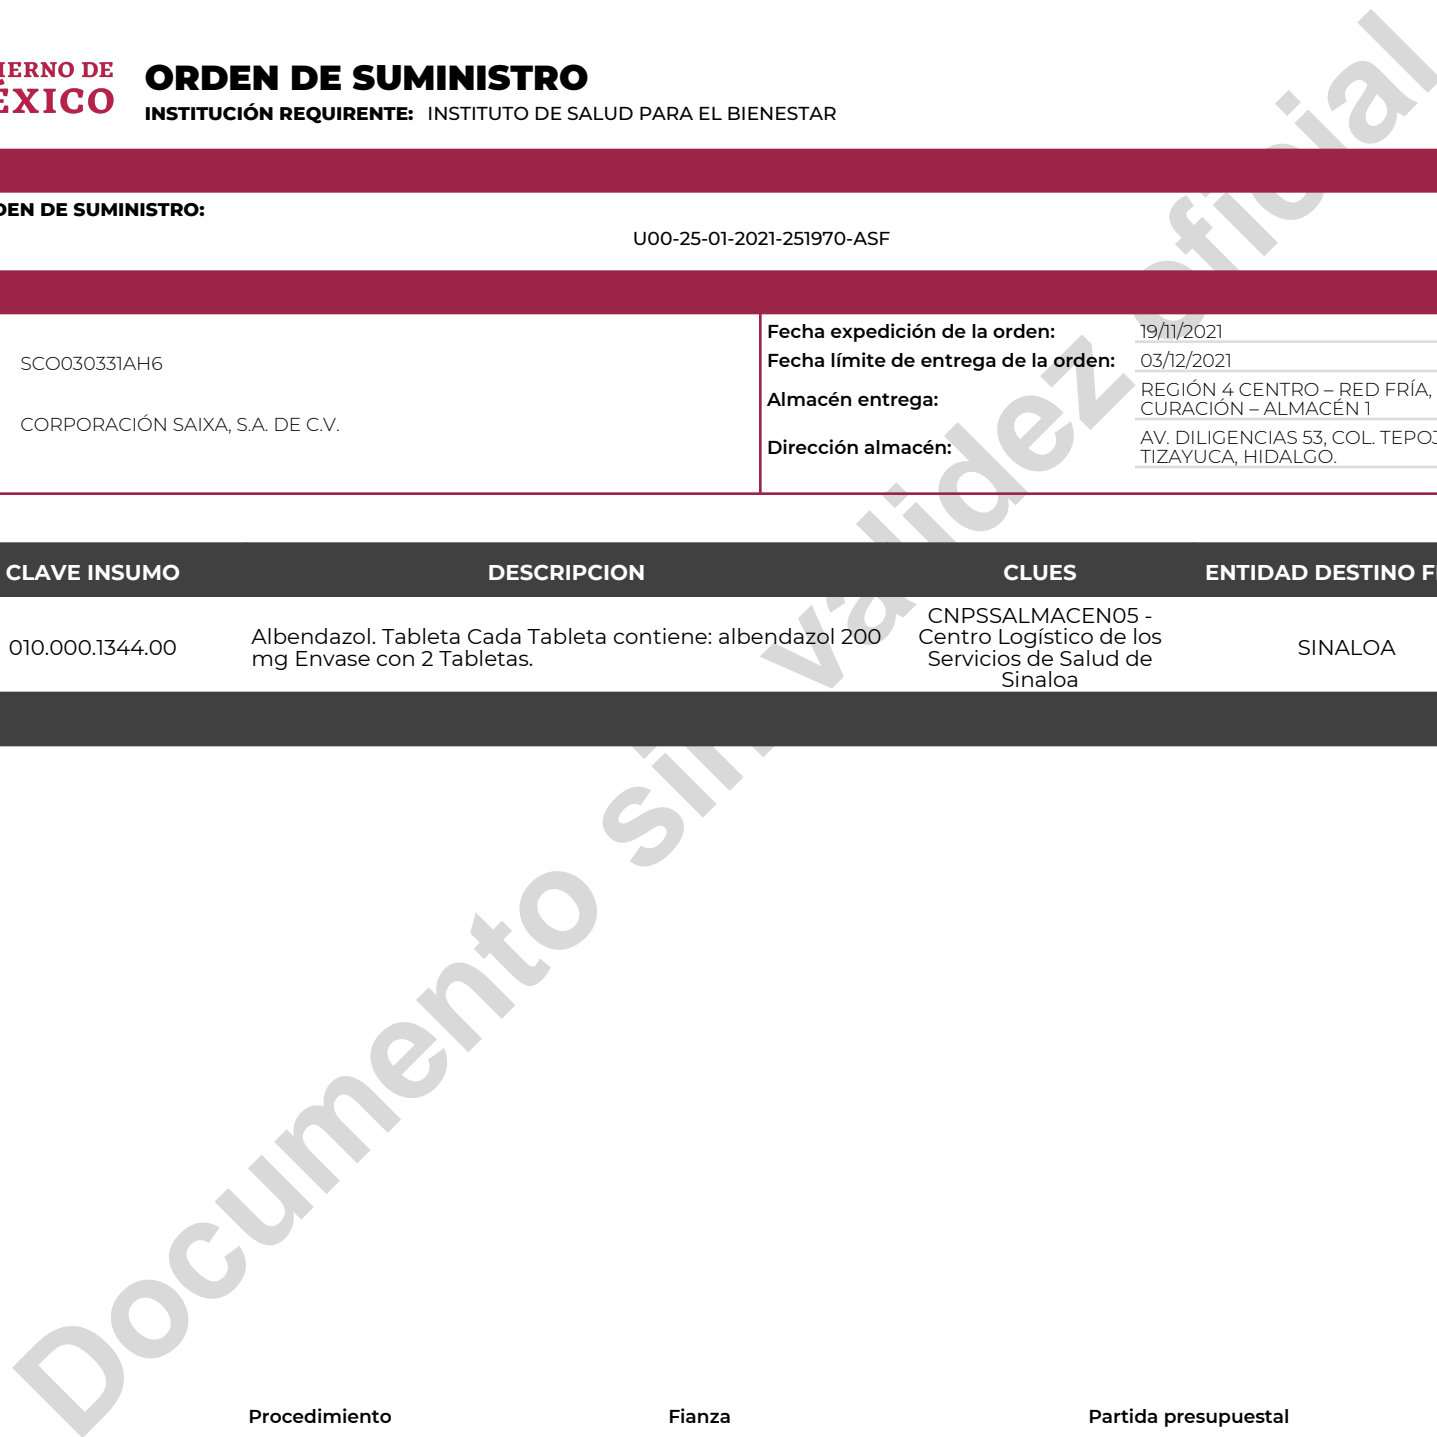 IERNO DE
ÉXICO
ORDEN DE SUMINISTRO
INSTITUCIÓN REQUIRENTE: INSTITUTO DE SALUD PARA EL BIENESTAR
DEN DE SUMINISTRO:
U00-25-01-2021-251970-ASF
SCO030331AH6
CORPORACIÓN SAIXA, S.A. DE C.V.
Fecha expedición de la orden: 19/11/2021
Fecha límite de entrega de la orden: 03/12/2021
Almacén entrega: REGIÓN 4 CENTRO – RED FRÍA,
CURACIÓN – ALMACÉN 1
Dirección almacén: AV. DILIGENCIAS 53, COL. TEPOJ
TIZAYUCA, HIDALGO.
CLAVE INSUMO DESCRIPCION CLUES ENTIDAD DESTINO FI
010.000.1344.00
Albendazol. Tableta Cada Tableta contiene: albendazol 200
mg Envase con 2 Tabletas.
CNPSSALMACEN05 -
Centro Logístico de los
Servicios de Salud de
Sinaloa
SINALOA
Documento sin validez oficial
Procedimiento Fianza Partida presupuestal